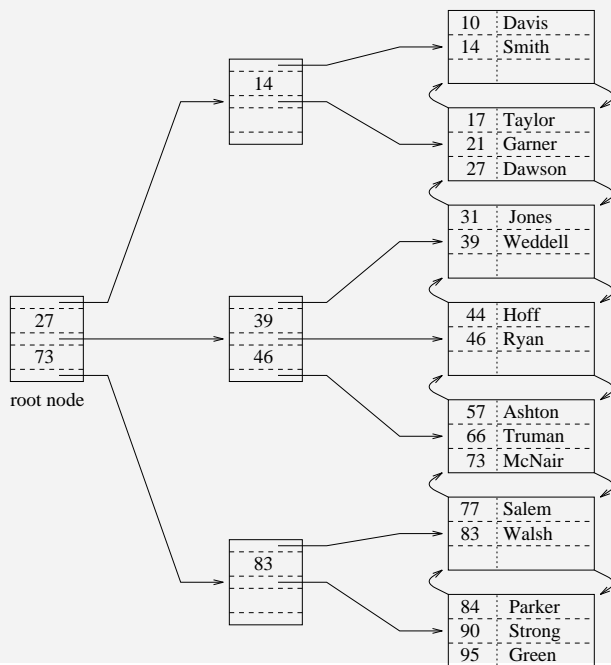 14
27
73
root node
39
46
83
10 Davis
14 Smith
17 Taylor
21 Garner
27 Dawson
31 Jones
39 Weddell
44 Hoff
46 Ryan
57 Ashton
66 Truman
73 McNair
77 Salem
83 Walsh
84 Parker
90 Strong
95 Green